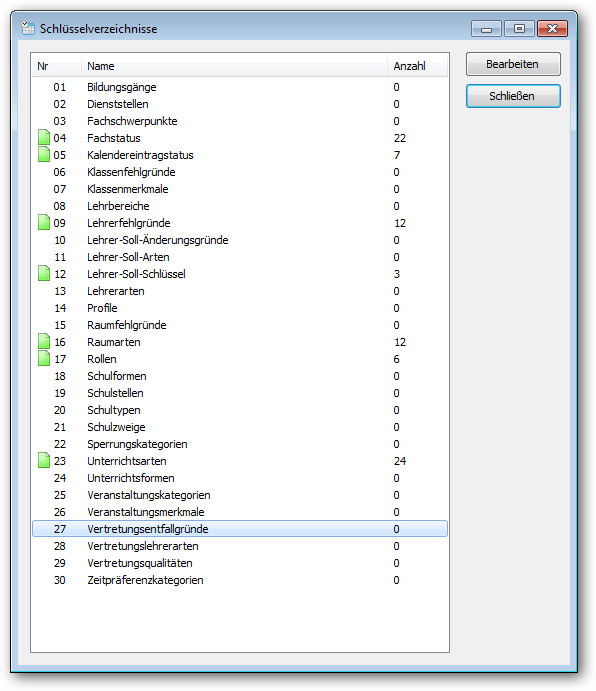 Schlüsselverzeichnisse
Nr Name Anzahl Bearbeiten
01 Bildungsgänge 0 Schließen
02 Dienststellen 0
03 Fachschwerpunkte 0
04 Fachstatus 22
05 Kalendereintragstatus 7
06 Klassenfehlgründe 0
07 Klassenmerkmale 0
08 Lehrbereiche 0
09 Lehrerfehlgründe 12
10 Lehrer-Soll-Änderungsgründe 0
11 Lehrer-Soll-Arten 0
12 Lehrer-Soll-Schlüssel 3
13 Lehrerarten 0
14 Profile 0
15 Raumfehlgründe 0
16 Raumarten 12
17 Rollen 6
18 Schulformen 0
19 Schulstellen 0
20 Schultypen 0
21 Schulzweige 0
22 Sperrungskategorien 0
23 Unterrichtsarten 24
24 Unterrichtsformen 0
25 Veranstaltungskategorien 0
26 Veranstaltungsmerkmale 0
27 Vertretungsentfallgründe 0
28 Vertretungslehrerarten 0
29 Vertretungsqualitäten 0
30 Zeitpräferenzkategorien 0